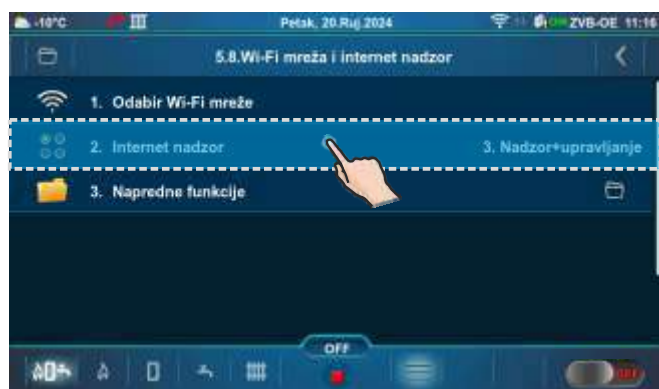 -10°C Petak, 20.Ruj.2024 ZVB-OE 11:16
5.8.Wi-Fi mreža i internet nadzor
1. Odabir Wi-Fi mreže
2. Internet nadzor 3. Nadzor+upravljanje
3. Napredne funkcije
OFF
OFF